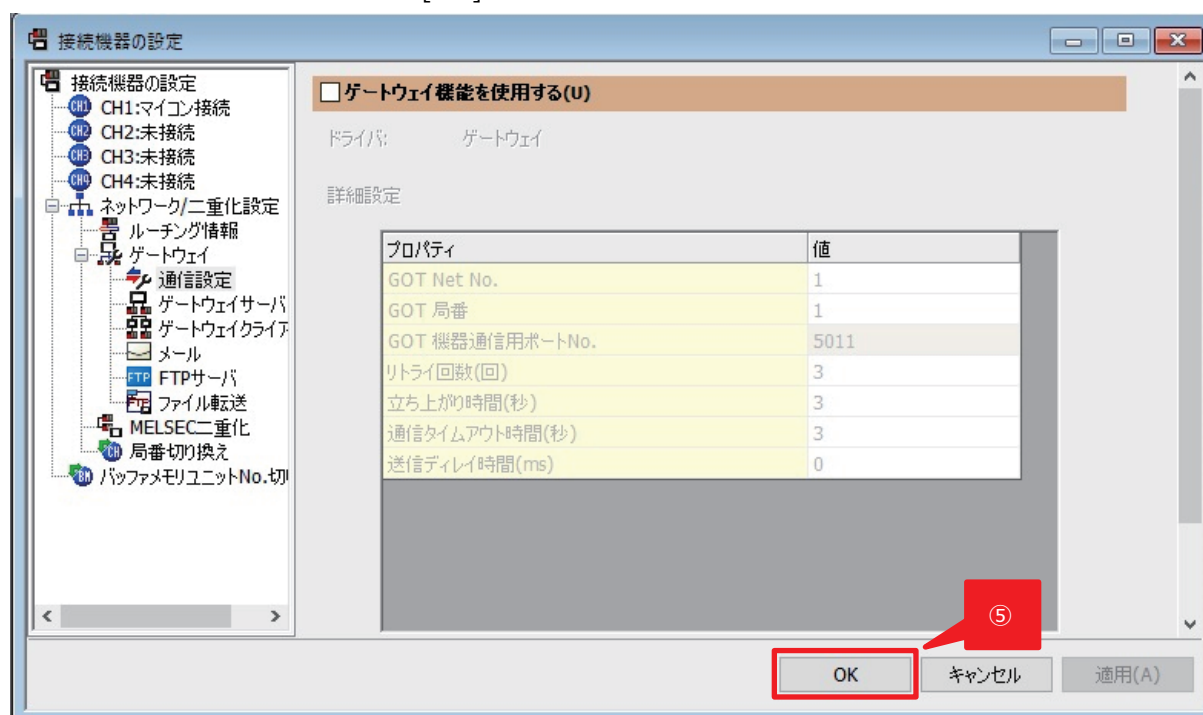 接続機器の設定
接続機器の設定
CH1:マイコン接続
CH2:未接続
CH3:未接続
CH4:未接続
ネットワーク/二重化設定
ルーチング情報
ゲートウェイ
通信設定
ゲートウェイサーバ
ゲートウェイクライア
メール
FTPサーバ
ファイル転送
MELSEC二重化
局番切り換え
バッファメモリユニットNo.切
ゲートウェイ機能を使用する(U)
ドライバ: ゲートウェイ
詳細設定
プロパティ 値
GOT Net No. 1
GOT 局番 1
GOT 機器通信用ポートNo. 5011
リトライ回数(回) 3
立ち上がり時間(秒) 3
通信タイムアウト時間(秒) 3
送信ディレイ時間(ms) 0
⑤
OK キャンセル 適用(A)